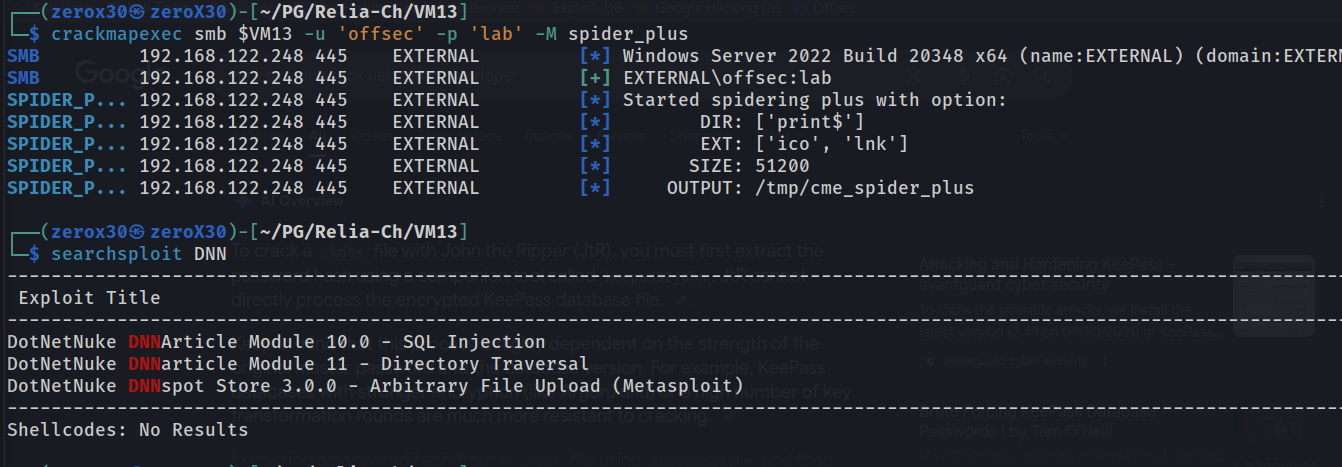 ┌──(zerox30㉿zeroX30)-[~/PG/Relia-Ch/VM13]
└─$ crackmapexec smb $VM13 -u 'offsec' -p 'lab' -M spider_plus
SMB 192.168.122.248 445 EXTERNAL [*] Windows Server 2022 Build 20348 x64 (name:EXTERNAL) (domain:EXTERN
SMB 192.168.122.248 445 EXTERNAL [+] EXTERNAL\offsec:lab
SPIDER_P... 192.168.122.248 445 EXTERNAL [*] Started spidering plus with option:
SPIDER_P... 192.168.122.248 445 EXTERNAL [*] DIR: ['print$']
SPIDER_P... 192.168.122.248 445 EXTERNAL [*] EXT: ['ico', 'lnk']
SPIDER_P... 192.168.122.248 445 EXTERNAL [*] SIZE: 51200
SPIDER_P... 192.168.122.248 445 EXTERNAL [*] OUTPUT: /tmp/cme_spider_plus
┌──(zerox30㉿zeroX30)-[~/PG/Relia-Ch/VM13]
└─$ searchsploit DNN
Exploit Title
DotNetNuke DNNArticle Module 10.0 - SQL Injection
DotNetNuke DNNarticle Module 11 - Directory Traversal
DotNetNuke DNNspot Store 3.0.0 - Arbitrary File Upload (Metasploit)
Shellcodes: No Results